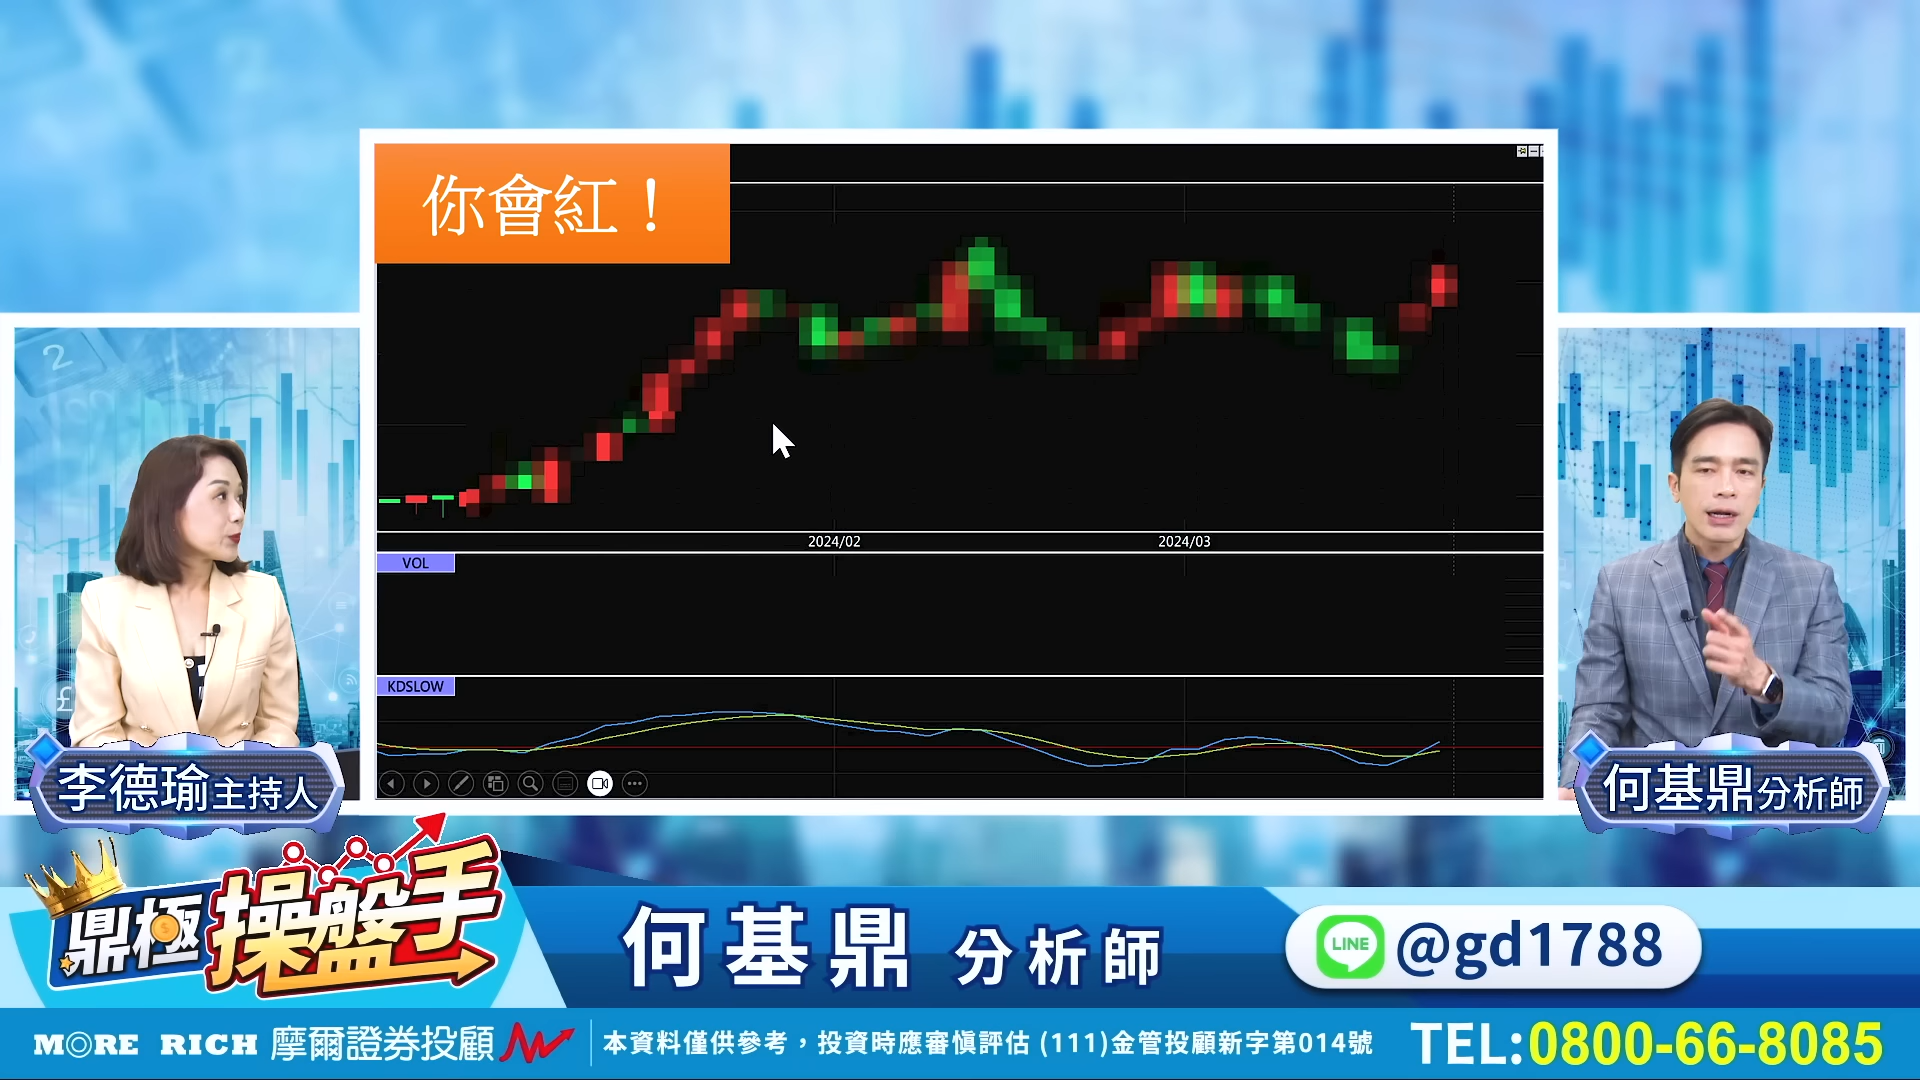 你會紅！
2024/02
2024/03
VOL
KDSLOW
李德瑜主持人
何基鼎分析師
鼎極操盤手
何基鼎 分析師
LINE @gd1788
MORE RICH 摩爾證券投顧
本資料僅供參考，投資時應審慎評估 (111)金管投顧新字第014號
TEL:0800-66-8085